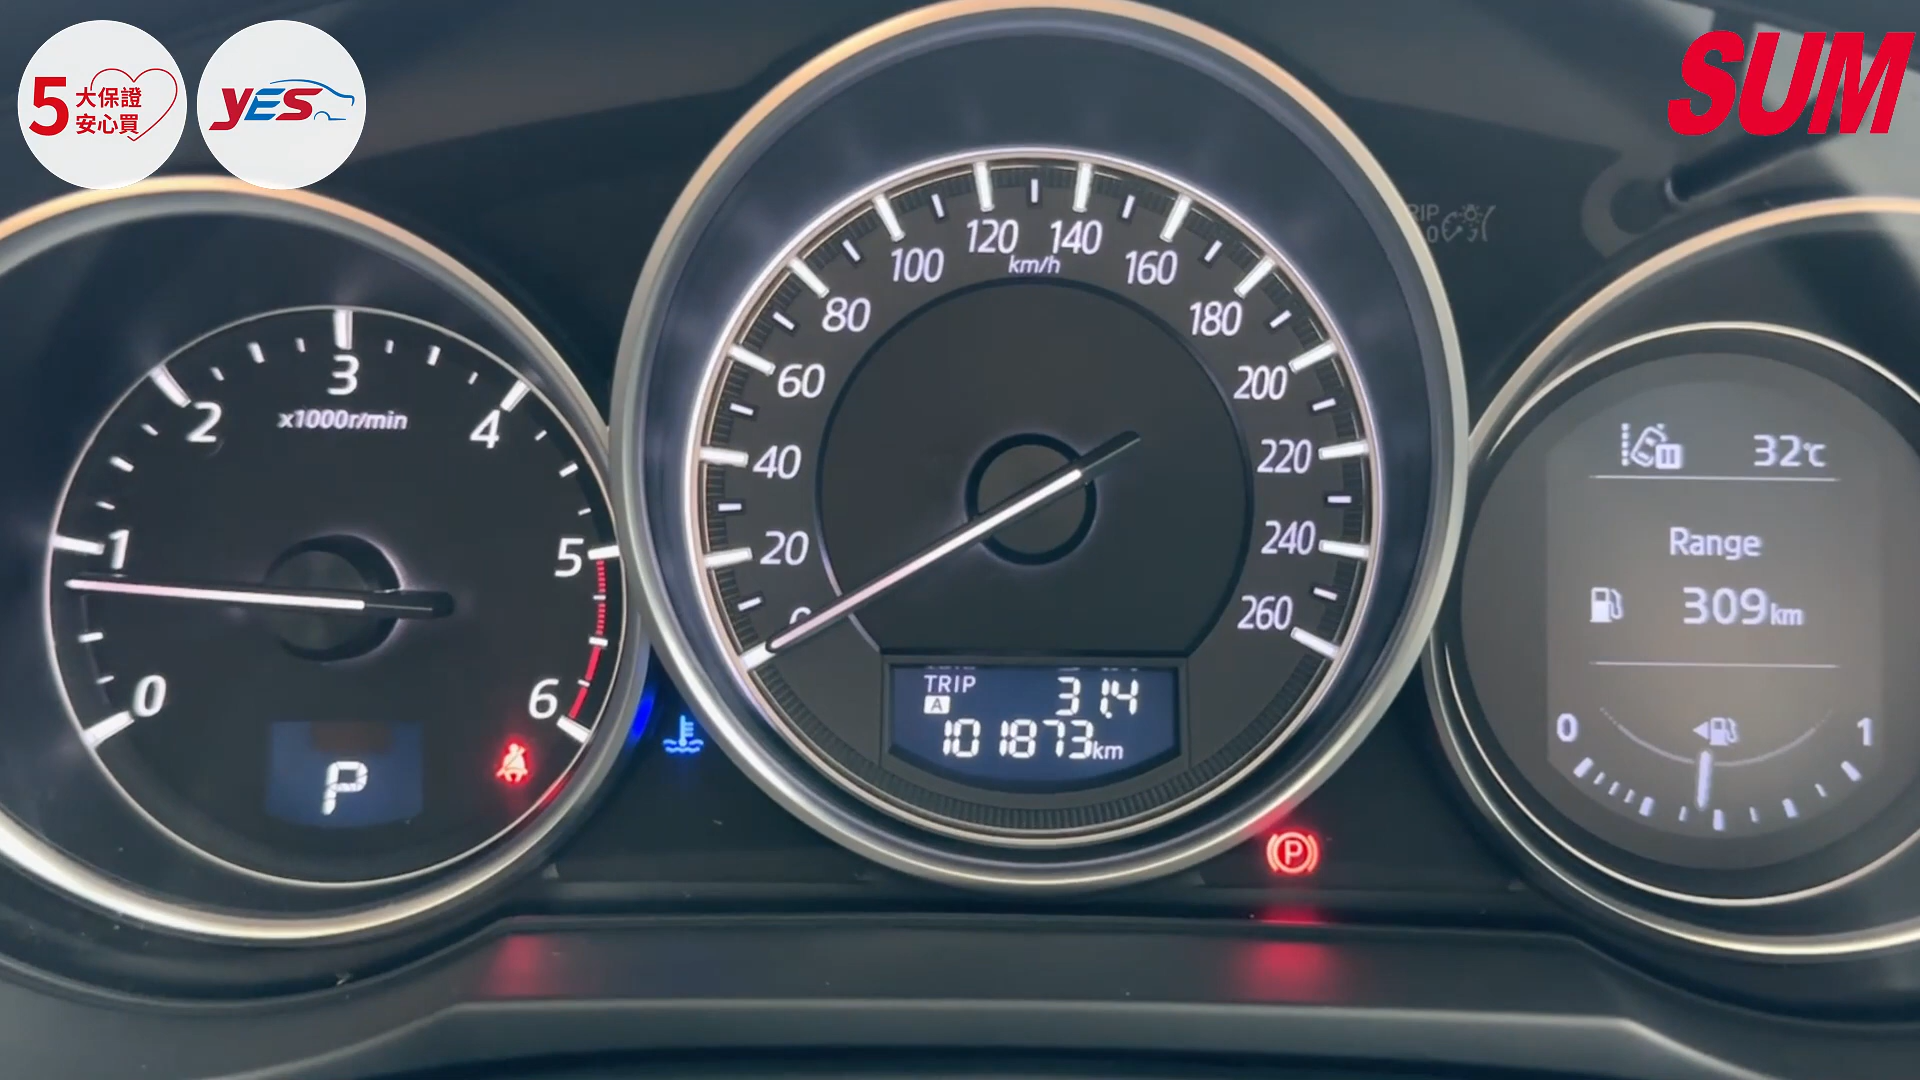 5 大保證
安心買
YES
SUM
0
1
2
3
4
5
6
x1000r/min
P
0
20
40
60
80
100
120
140
160
180
200
220
240
260
km/h
TRIP
A
31.4
101873km
P
32℃
Range
309km
0
1